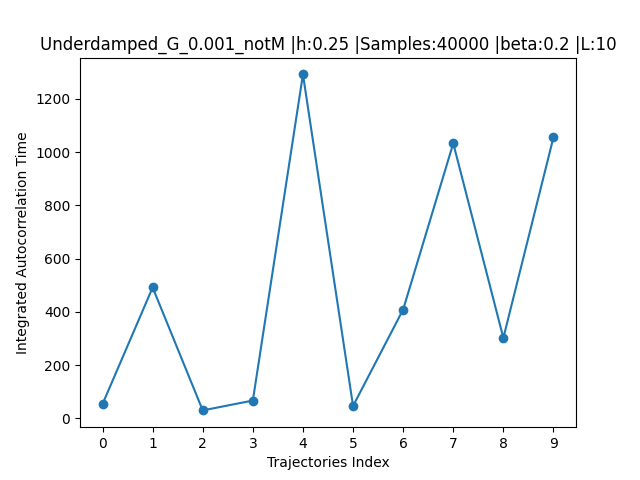 Underdamped_G_0.001_notM |h:0.25 |Samples:40000 |beta:0.2 |L:10
Integrated Autocorrelation Time
1200
1000
800
600
400
200
0
0 1 2 3 4 5 6 7 8 9
Trajectories Index